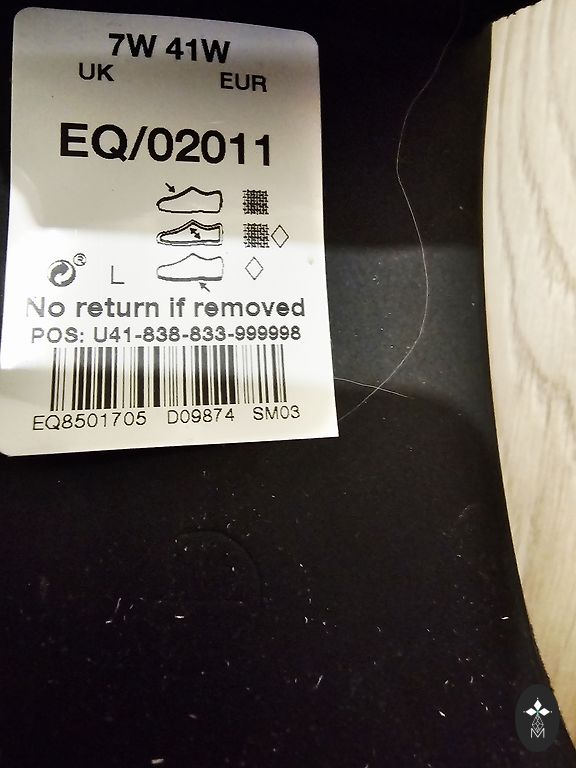 7W 41W
UK EUR
EQ/02011
® L
No return if removed
POS: U41-838-833-999998
EQ8501705 D09874 SM03
M